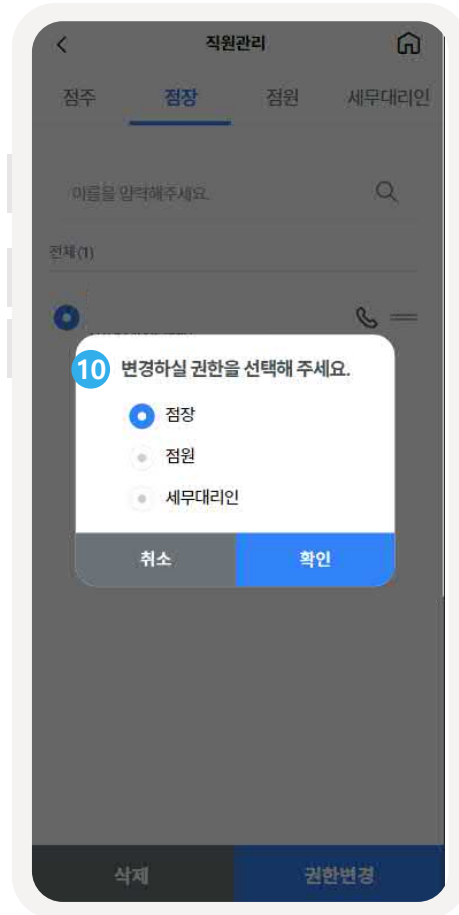 직원관리
점주 점장 점원 세무대리인
이름을 입력해주세요.
전체(1)
10 변경하실 권한을 선택해 주세요.
점장
점원
세무대리인
취소 확인
삭제 권한변경